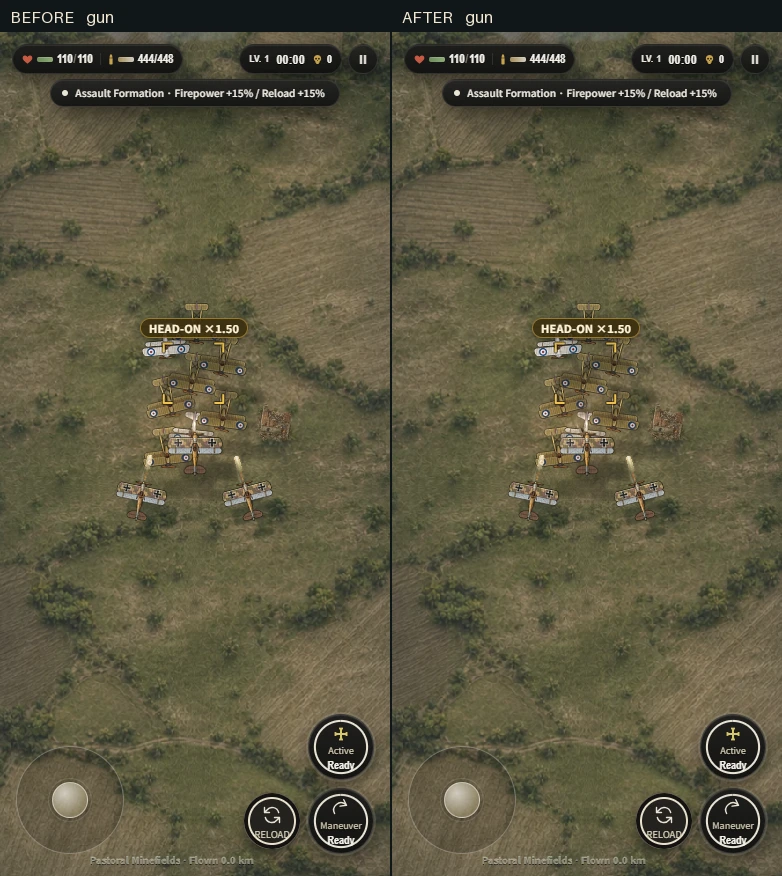 BEFORE gun
110/110 444/448 LV. 1 00:00 0
Assault Formation · Firepower +15% / Reload +15%
HEAD-ON ×1.50
Active
Ready
RELOAD
Maneuver
Ready
Pastoral Minefields · Flown 0.0 km
AFTER gun
110/110 444/448 LV. 1 00:00 0
Assault Formation · Firepower +15% / Reload +15%
HEAD-ON ×1.50
Active
Ready
RELOAD
Maneuver
Ready
Pastoral Minefields · Flown 0.0 km